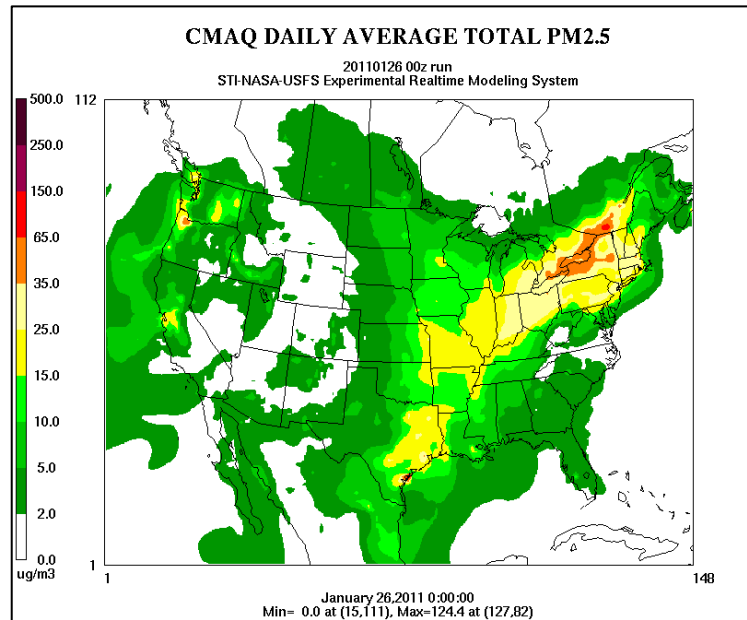 CMAQ DAILY AVERAGE TOTAL PM2.5
20110126 00z run
STI-NASA-USFS Experimental Realtime Modeling System
500.0
250.0
150.0
65.0
35.0
25.0
15.0
10.0
5.0
2.0
0.0
ug/m3
112
1
1
148
January 26,2011 0:00:00
Min= 0.0 at (15,111), Max=124.4 at (127,82)